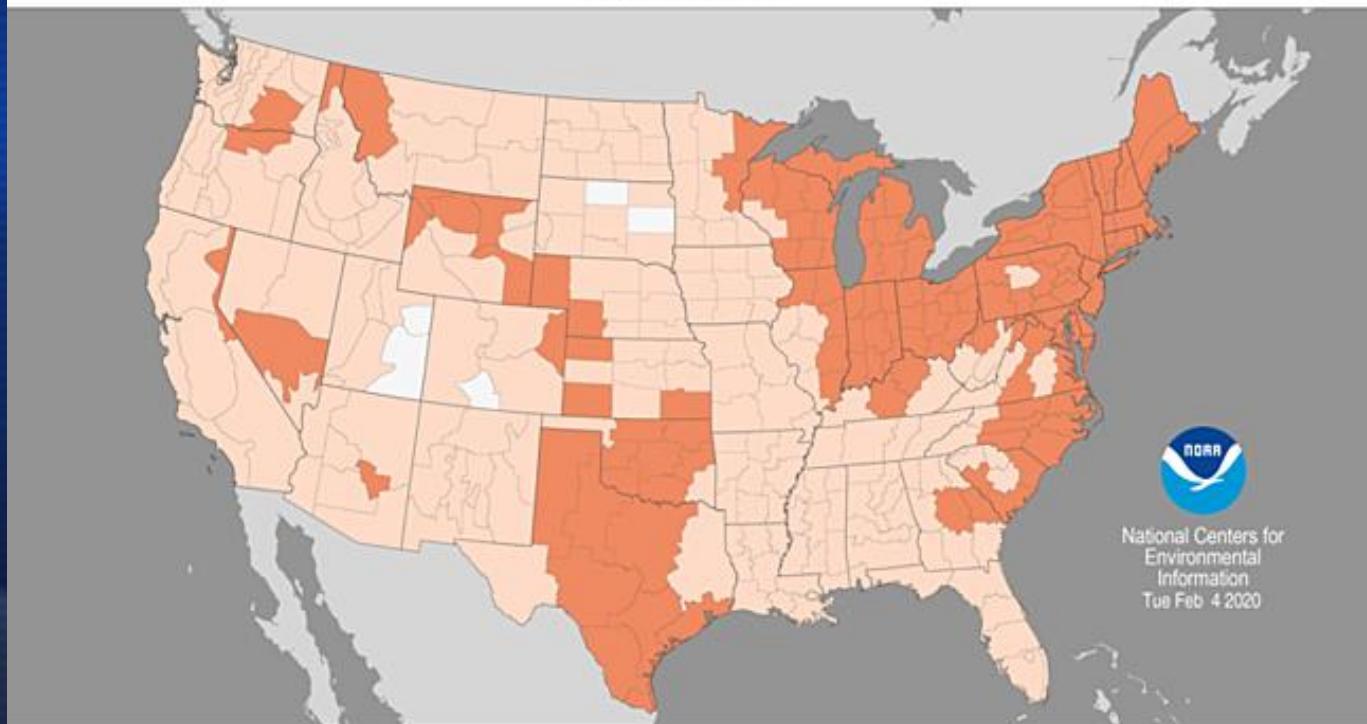 NOAA
National Centers for
Environmental
Information
Tue Feb 4 2020